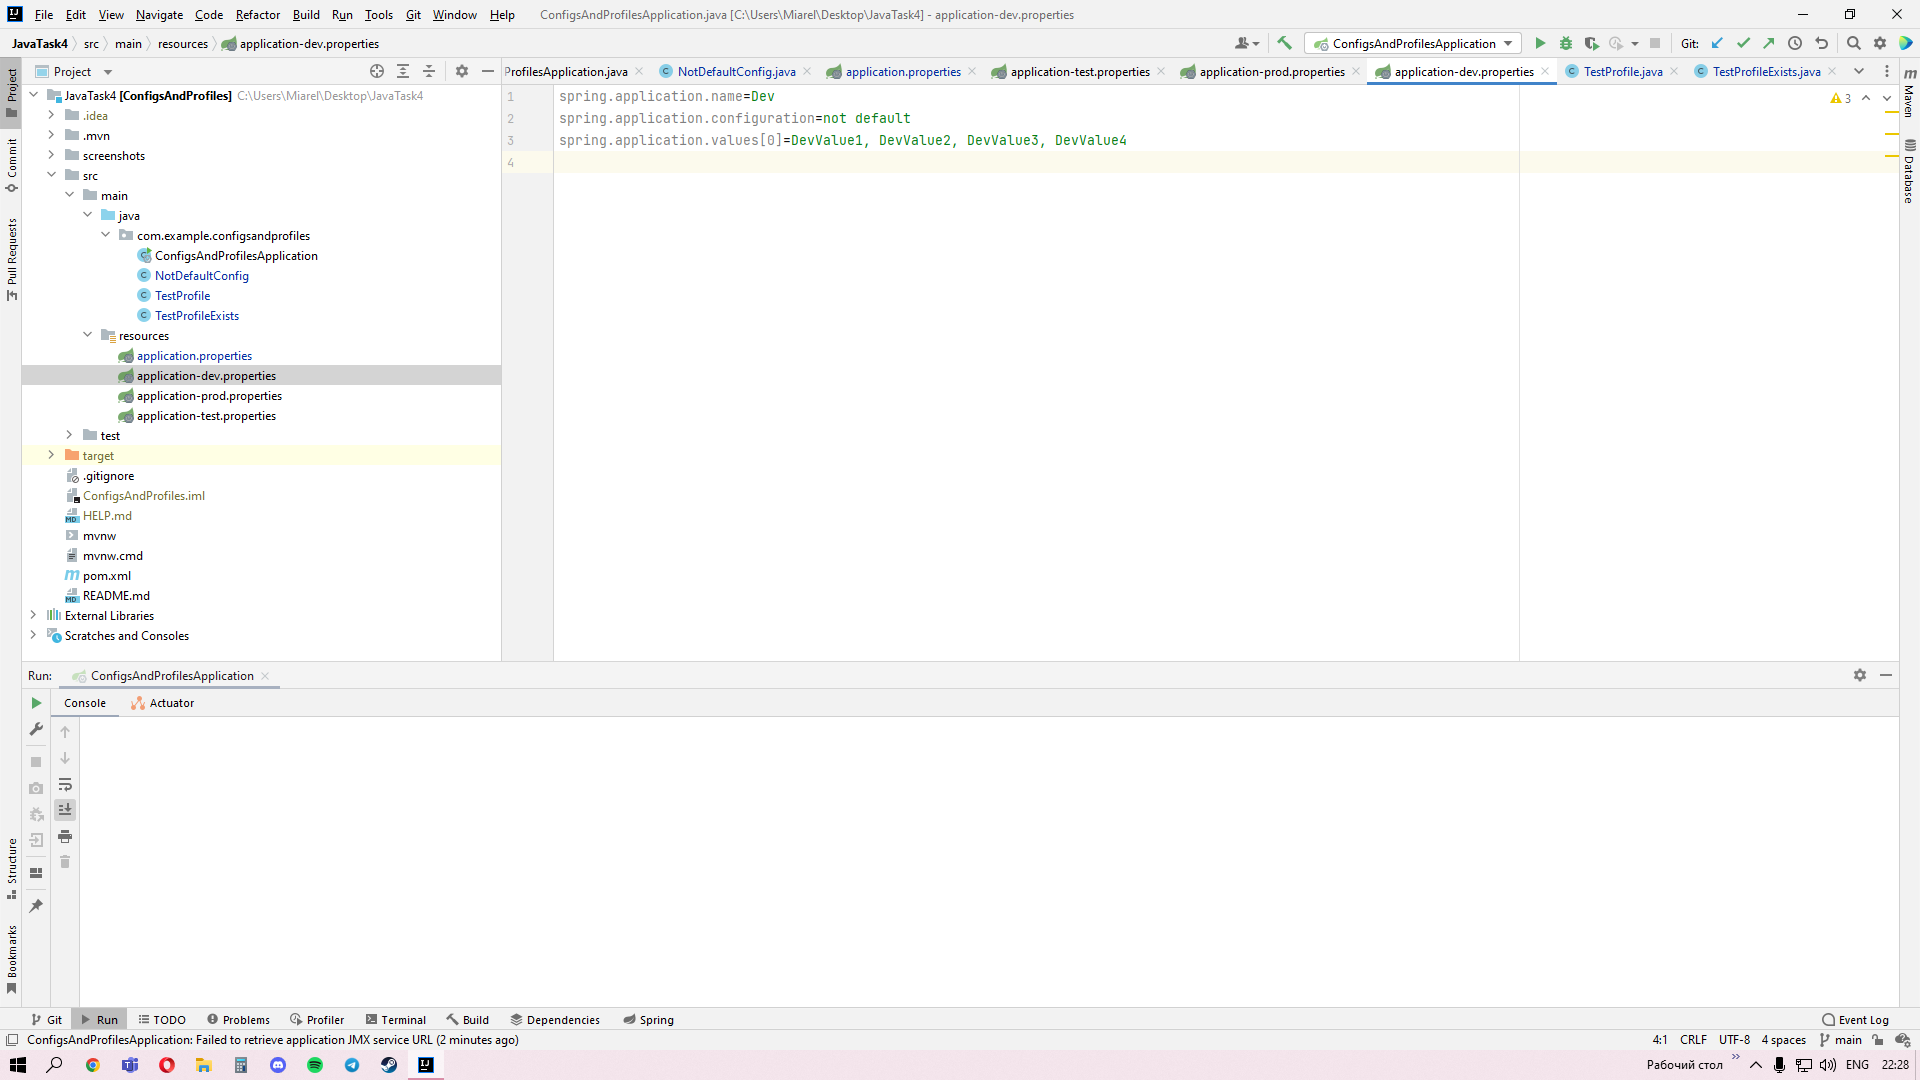 File Edit View Navigate Code Refactor Build Run Tools Git Window Help ConfigsAndProfilesApplication.java [C:\Users\Miarel\Desktop\JavaTask4] - application-dev.properties
JavaTask4 src main resources application-dev.properties ConfigsAndProfilesApplication Git:
Project
ProfilesApplication.java NotDefaultConfig.java application.properties application-test.properties application-prod.properties application-dev.properties TestProfile.java TestProfileExists.java
Project
Commit
Pull Requests
Structure
Bookmarks
JavaTask4 [ConfigsAndProfiles] C:\Users\Miarel\Desktop\JavaTask4
.idea
.mvn
screenshots
src
main
java
com.example.configsandprofiles
ConfigsAndProfilesApplication
NotDefaultConfig
TestProfile
TestProfileExists
resources
application.properties
application-dev.properties
application-prod.properties
application-test.properties
test
target
.gitignore
ConfigsAndProfiles.iml
HELP.md
mvnw
mvnw.cmd
pom.xml
README.md
External Libraries
Scratches and Consoles
1 spring.application.name=Dev
2 spring.application.configuration=not default
3 spring.application.values[0]=DevValue1, DevValue2, DevValue3, DevValue4
4
3
Maven
Database
Run: ConfigsAndProfilesApplication
Console Actuator
Git Run TODO Problems Profiler Terminal Build Dependencies Spring Event Log
ConfigsAndProfilesApplication: Failed to retrieve application JMX service URL (2 minutes ago) 4:1 CRLF UTF-8 4 spaces main
Рабочий стол ENG 22:28